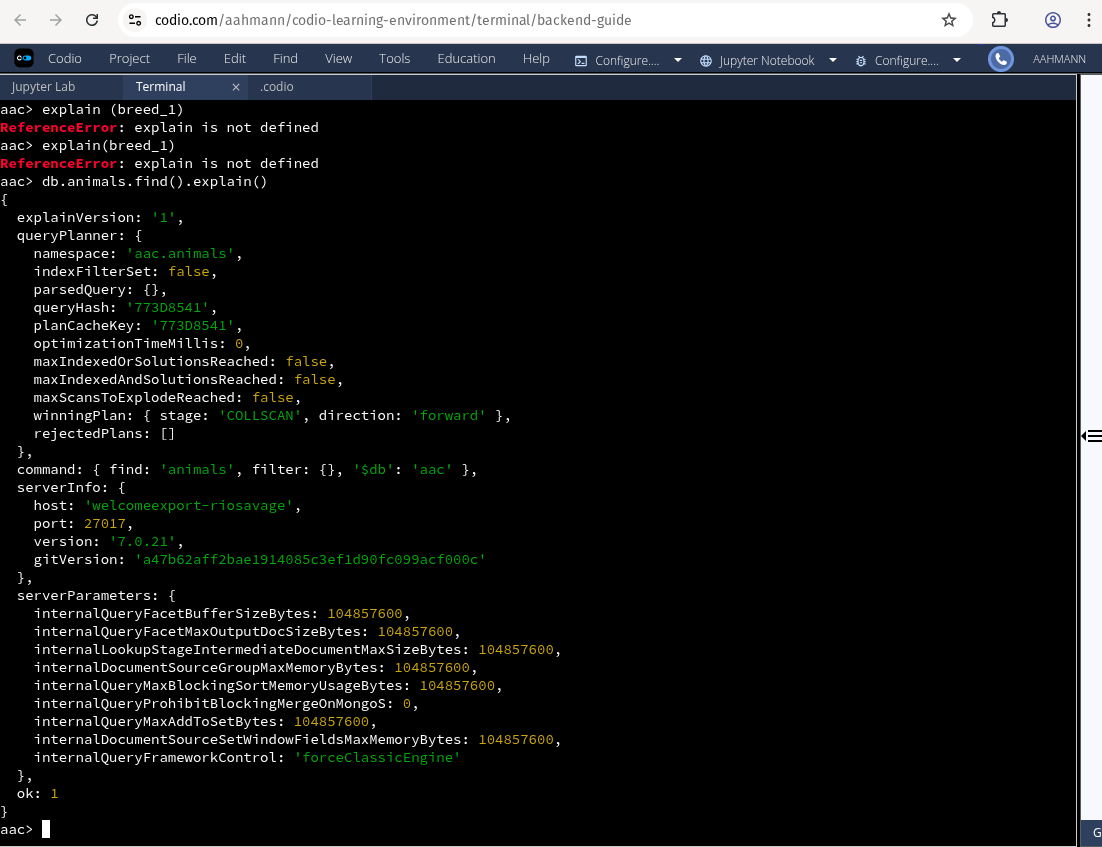 codio.com/aahmann/codio-learning-environment/terminal/backend-guide
Codio Project File Edit Find View Tools Education Help Configure.... Jupyter Notebook Configure.... AAHMANN
Jupyter Lab Terminal × .codio
aac> explain (breed_1)
ReferenceError: explain is not defined
aac> explain(breed_1)
ReferenceError: explain is not defined
aac> db.animals.find().explain()
{
  explainVersion: '1',
  queryPlanner: {
    namespace: 'aac.animals',
    indexFilterSet: false,
    parsedQuery: {},
    queryHash: '773D8541',
    planCacheKey: '773D8541',
    optimizationTimeMillis: 0,
    maxIndexedOrSolutionsReached: false,
    maxIndexedAndSolutionsReached: false,
    maxScansToExplodeReached: false,
    winningPlan: { stage: 'COLLSCAN', direction: 'forward' },
    rejectedPlans: []
  },
  command: { find: 'animals', filter: {}, '$db': 'aac' },
  serverInfo: {
    host: 'welcomeexport-riosavage',
    port: 27017,
    version: '7.0.21',
    gitVersion: 'a47b62aff2bae1914085c3ef1d90fc099acf000c'
  },
  serverParameters: {
    internalQueryFacetBufferSizeBytes: 104857600,
    internalQueryFacetMaxOutputDocSizeBytes: 104857600,
    internalLookupStageIntermediateDocumentMaxSizeBytes: 104857600,
    internalDocumentSourceGroupMaxMemoryBytes: 104857600,
    internalQueryMaxBlockingSortMemoryUsageBytes: 104857600,
    internalQueryProhibitBlockingMergeOnMongoS: 0,
    internalQueryMaxAddToSetBytes: 104857600,
    internalDocumentSourceSetWindowFieldsMaxMemoryBytes: 104857600,
    internalQueryFrameworkControl: 'forceClassicEngine'
  },
  ok: 1
}
aac>
G